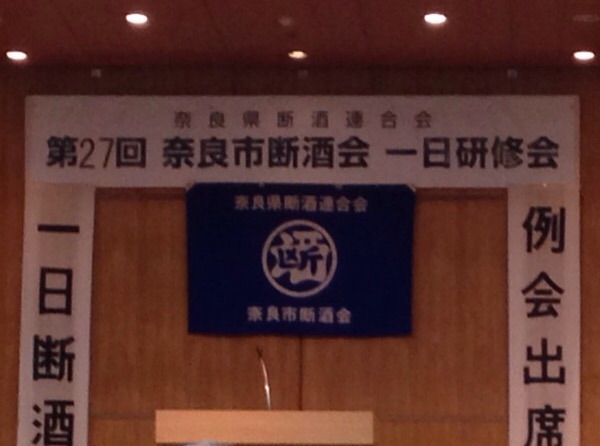 奈良県断酒連合会
第27回 奈良市断酒会 一日研修会
奈良県断酒連合会
断
奈良市断酒会
一日断酒
例会出席